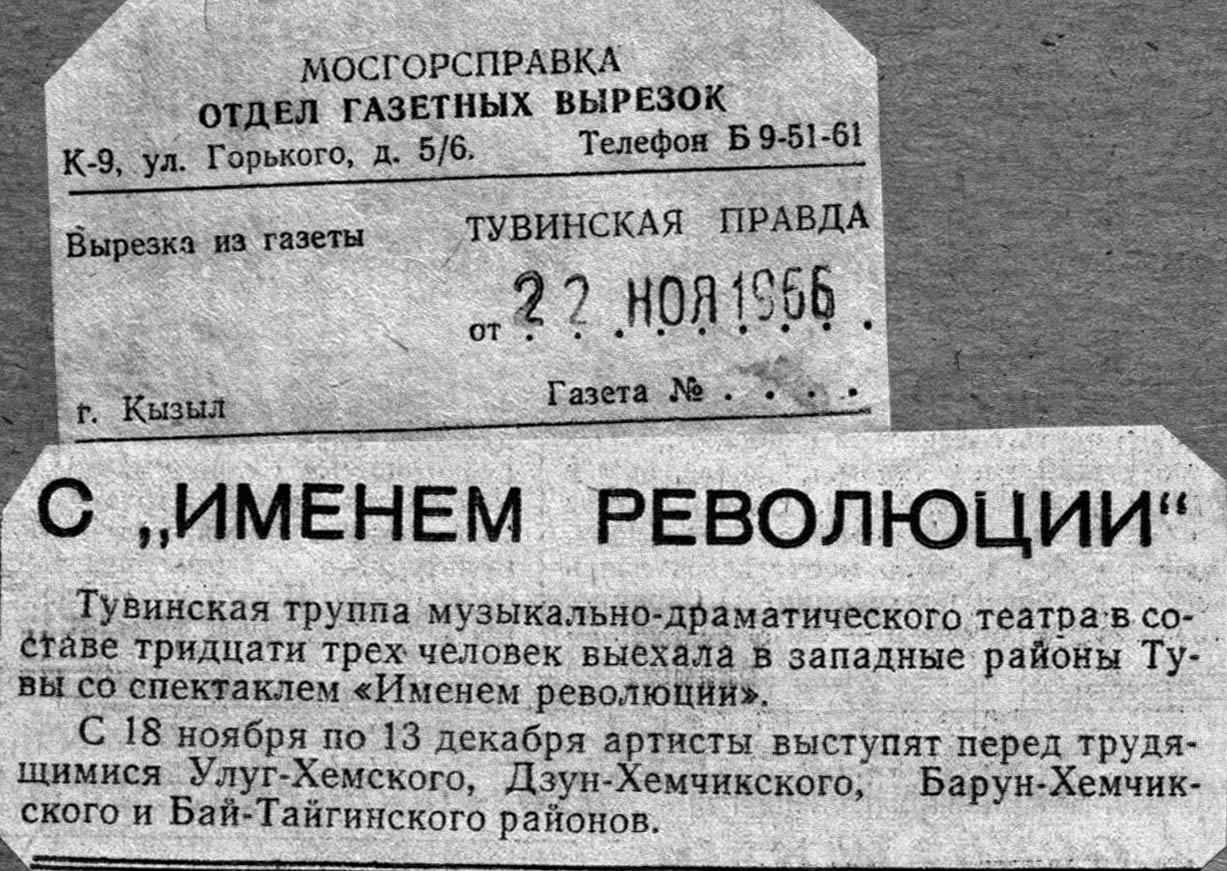 МОСГОРСПРАВКА
ОТДЕЛ ГАЗЕТНЫХ ВЫРЕЗОК
К-9, ул. Горького, д. 5/6. Телефон Б 9-51-61
Вырезка из газеты ТУВИНСКАЯ ПРАВДА
от 22 НОЯ 1966
г. Кызыл Газета № . . . .
С „ИМЕНЕМ РЕВОЛЮЦИИ“
Тувинская труппа музыкально-драматического театра в со-
ставе тридцати трех человек выехала в западные районы Ту-
вы со спектаклем «Именем революции».
С 18 ноября по 13 декабря артисты выступят перед трудя-
щимися Улуг-Хемского, Дзун-Хемчикского, Барун-Хемчик-
ского и Бай-Тайгинского районов.